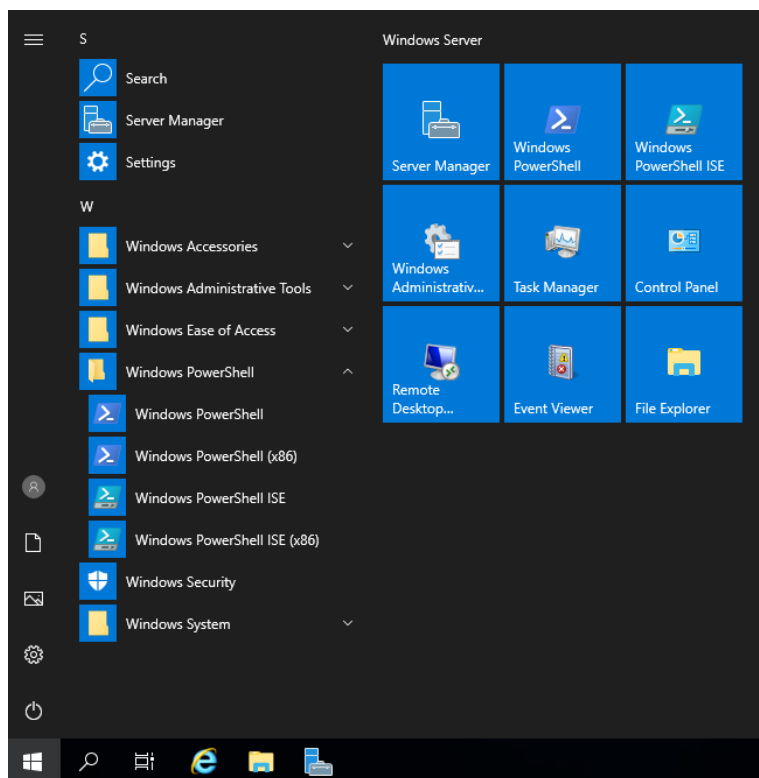 S
Search
Server Manager
Settings
W
Windows Accessories
Windows Administrative Tools
Windows Ease of Access
Windows PowerShell
Windows PowerShell
Windows PowerShell (x86)
Windows PowerShell ISE
Windows PowerShell ISE (x86)
Windows Security
Windows System
Windows Server
Server Manager
Windows
PowerShell
Windows
PowerShell ISE
Windows
Administrativ...
Task Manager
Control Panel
Remote
Desktop...
Event Viewer
File Explorer